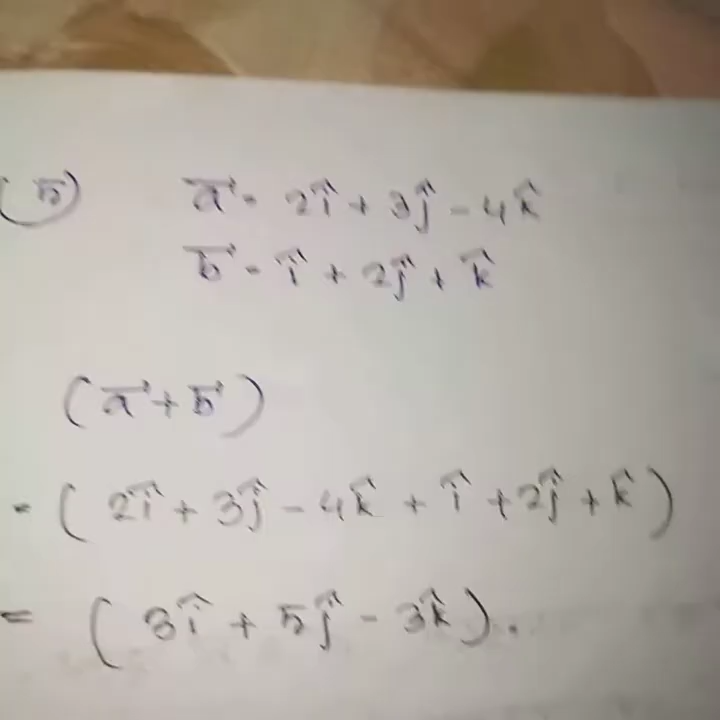 (b) a⃗ = 2î + 3ĵ - 4k̂
b⃗ = î + 2ĵ + k̂
(a⃗ + b⃗)
= (2î + 3ĵ - 4k̂ + î + 2ĵ + k̂)
= (3î + 5ĵ - 3k̂).